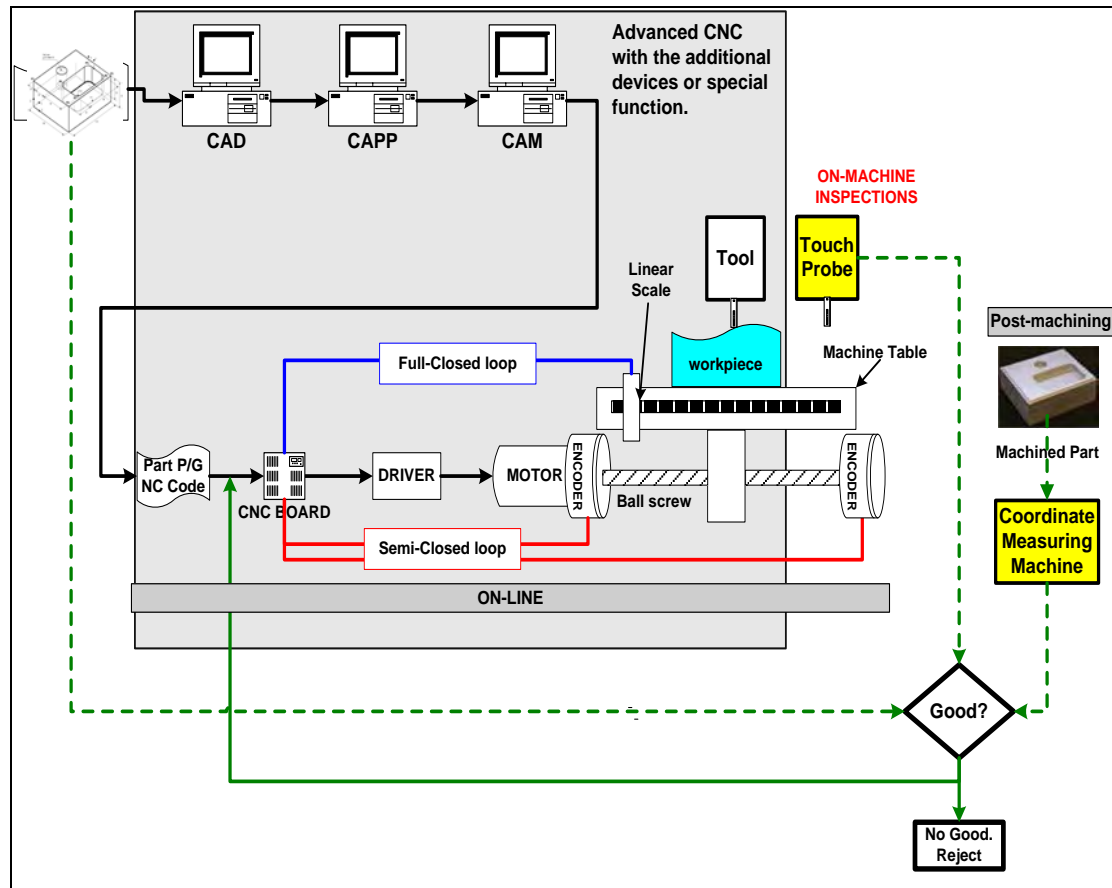 Advanced CNC
with the additional
devices or special
function.
CAD
CAPP
CAM
ON-MACHINE
INSPECTIONS
Tool
Touch
Probe
Linear
Scale
Post-machining
Full-Closed loop
workpiece
Machine Table
Machined Part
Part P/G
NC Code
CNC BOARD
DRIVER
MOTOR
ENCODER
Ball screw
ENCODER
Semi-Closed loop
Coordinate
Measuring
Machine
ON-LINE
Good?
No Good.
Reject